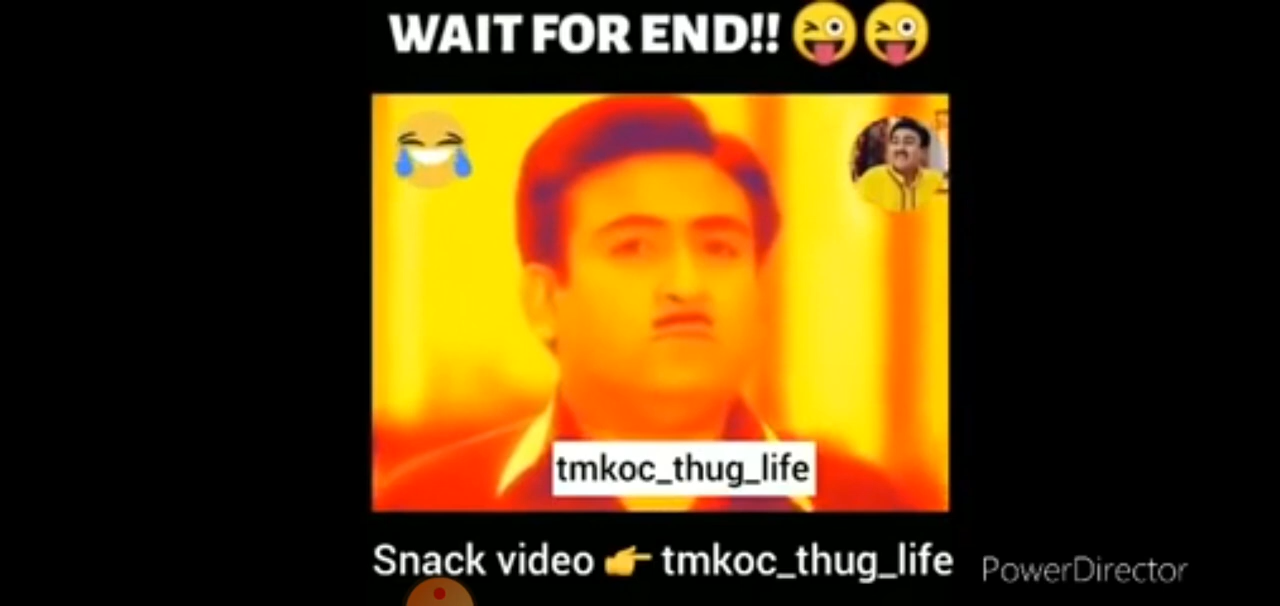 WAIT FOR END!! 😜😜
tmkoc_thug_life
Snack video 👉 tmkoc_thug_life
PowerDirector